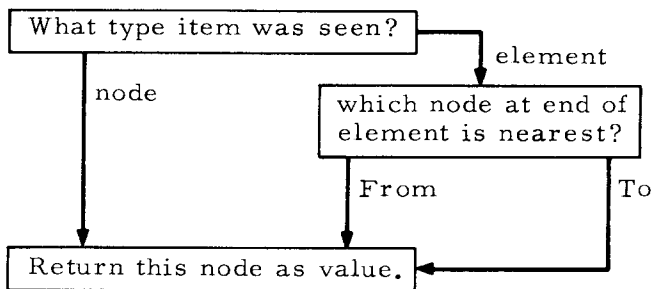 What type item was seen?
element
node
which node at end of
element is nearest?
From
To
Return this node as value.